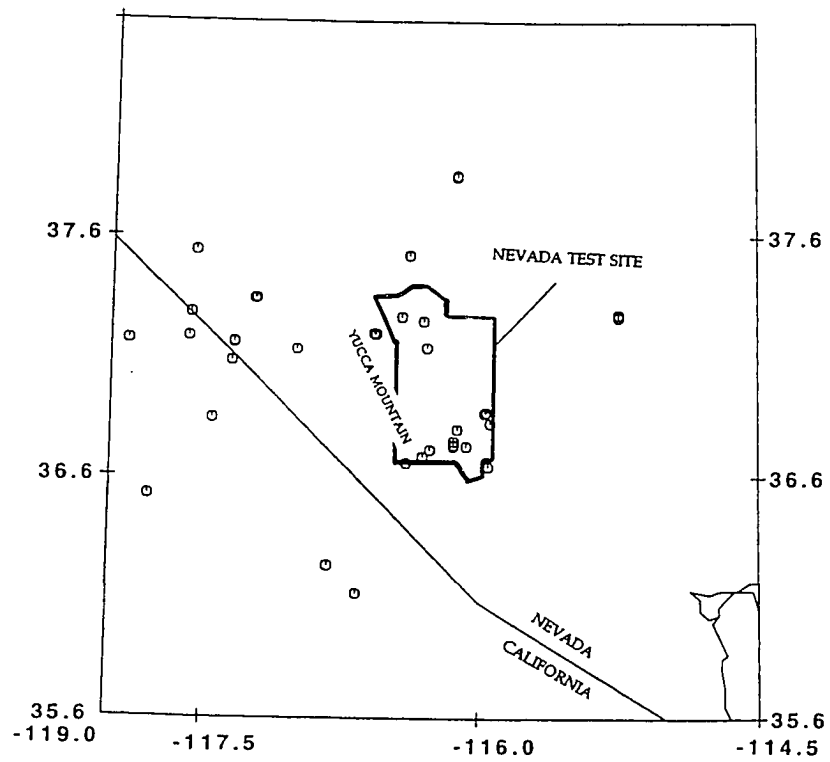 37.6
37.6
NEVADA TEST SITE
YUCCA MOUNTAIN
36.6
36.6
NEVADA
CALIFORNIA
35.6
35.6
-119.0
-117.5
-116.0
-114.5